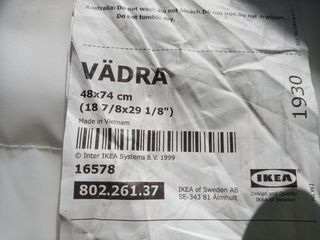 Australia: Do not wash. Do not bleach. Do not iron. Do not dryclean.
Do not tumble dry.
VÄDRA
48x74 cm
(18 7/8x29 1/8")
Made in Vietnam
© Inter IKEA Systems B.V. 1999
16578
802.261.37
IKEA of Sweden AB
SE-343 81 Älmhult
1930
IKEA
Design and Quality
IKEA of Sweden